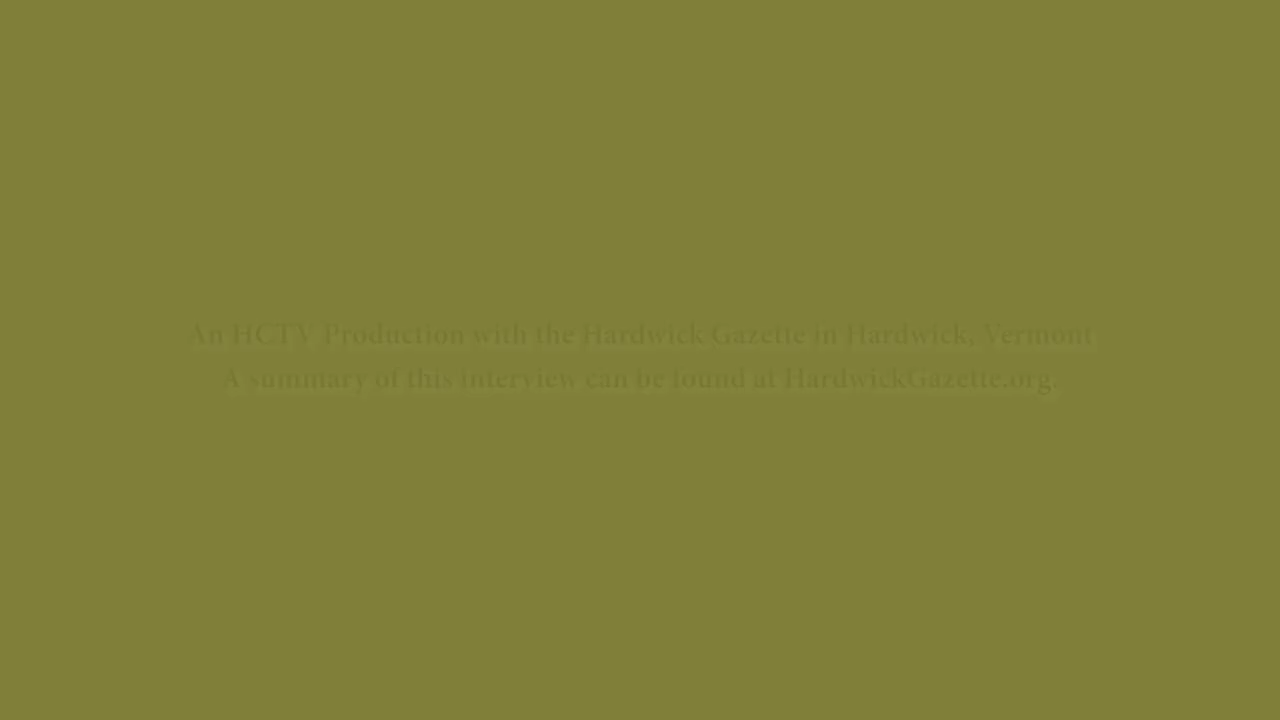 An HCTV Production with the Hardwick Gazette in Hardwick, Vermont
A summary of this interview can be found at HardwickGazette.org.